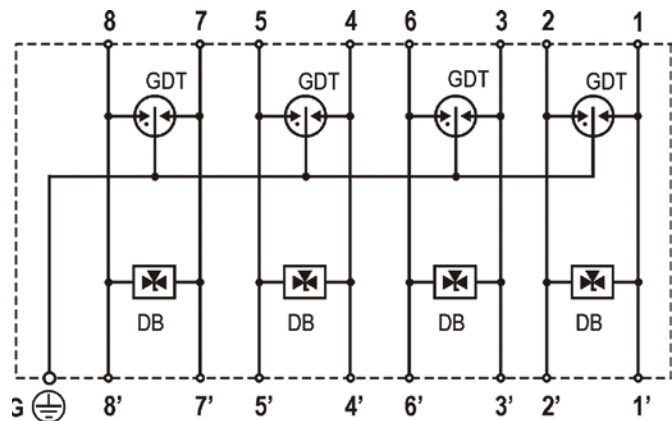 8 7 5 4 6 3 2 1
GDT GDT GDT GDT
DB DB DB DB
G 8' 7' 5' 4' 6' 3' 2' 1'